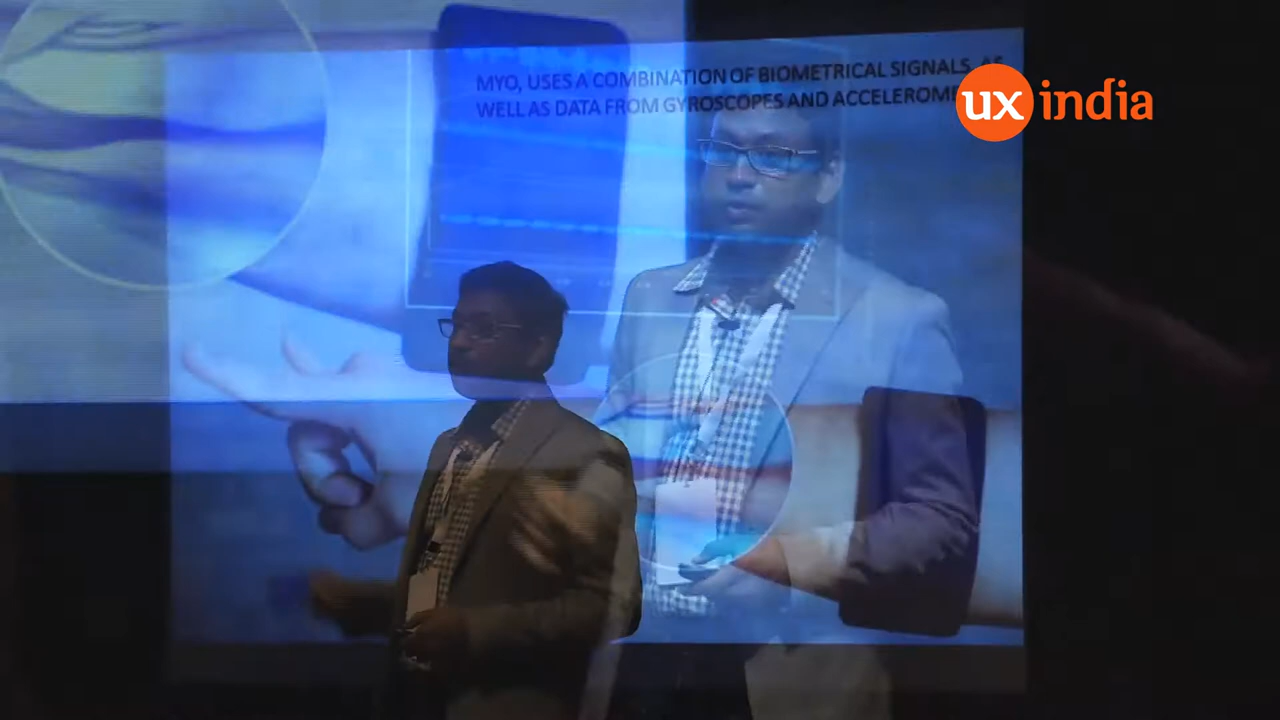 MYO, USES A COMBINATION OF BIOMETRICAL SIGNALS, AS
WELL AS DATA FROM GYROSCOPES AND
ux india